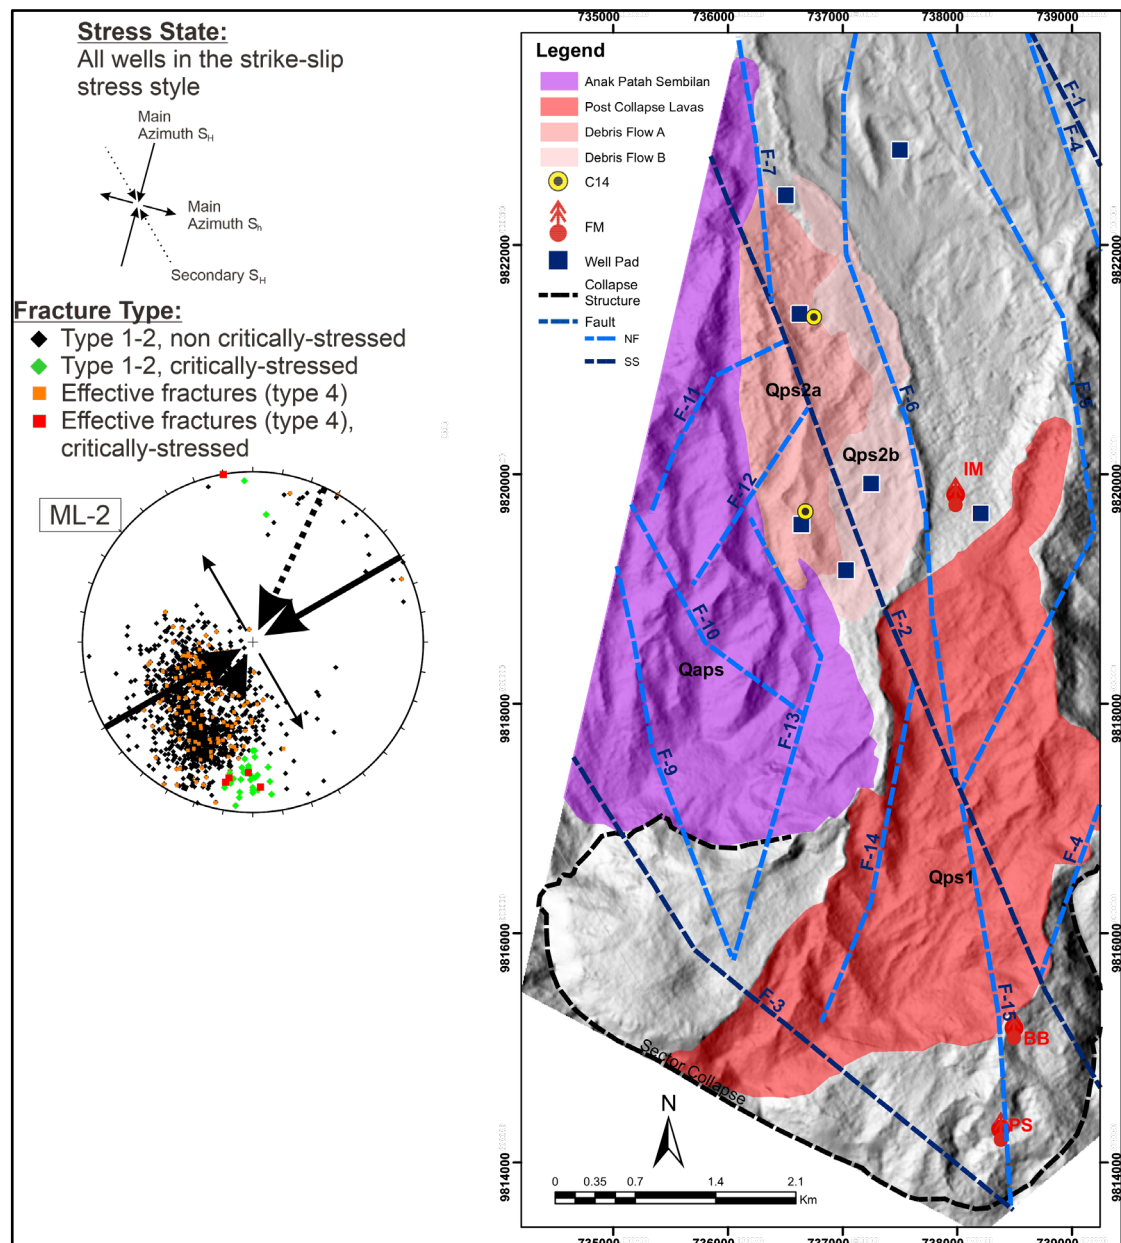 Stress State:
All wells in the strike-slip
stress style
Main
Azimuth SH
Main
Azimuth Sh
Secondary SH
Fracture Type:
Type 1-2, non critically-stressed
Type 1-2, critically-stressed
Effective fractures (type 4)
Effective fractures (type 4),
critically-stressed
ML-2
735000 736000 737000 738000 739000
Legend
Anak Patah Sembilan
Post Collapse Lavas
Debris Flow A
Debris Flow B
C14
FM
Well Pad
Collapse
Structure
Fault
NF
SS
F-1
F-4
F-7
F-5
F-6
F-11
F-12
Qps2a
Qps2b
IM
F-10
F-2
Qaps
F-13
F-9
F-14
F-4
Qps1
F-3
F-15
BB
PS
Sector Collapse
N
0 0.35 0.7 1.4 2.1
Km
9822000
9820000
9818000
9816000
9814000
9822000
9820000
9818000
9816000
9814000
735000 736000 737000 738000 739000